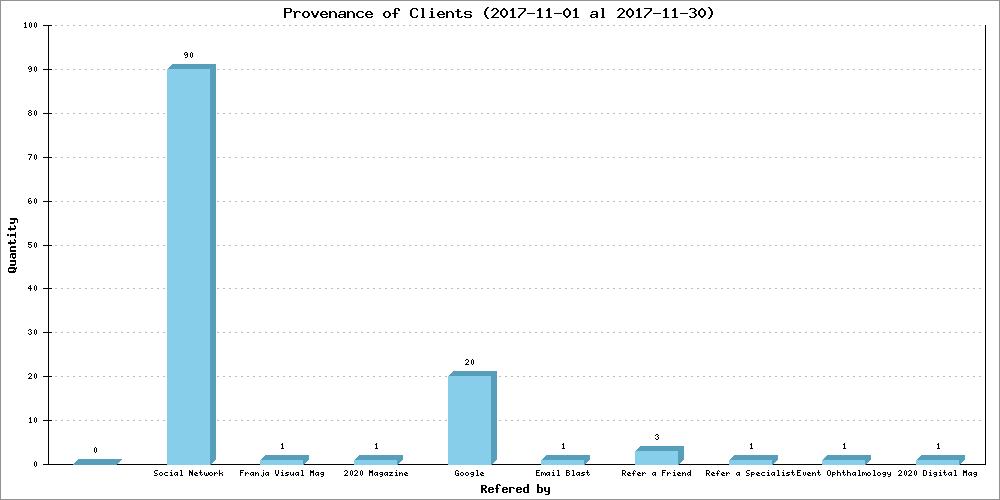 Provenance of Clients (2017-11-01 al 2017-11-30)
100
90
80
70
60
50
40
30
20
10
0
Quantity
0
90
1
1
20
1
3
1
1
1
Social Network
Franja Visual Mag
2020 Magazine
Google
Email Blast
Refer a Friend
Refer a Specialist
Event Ophthalmology
2020 Digital Mag
Refered by